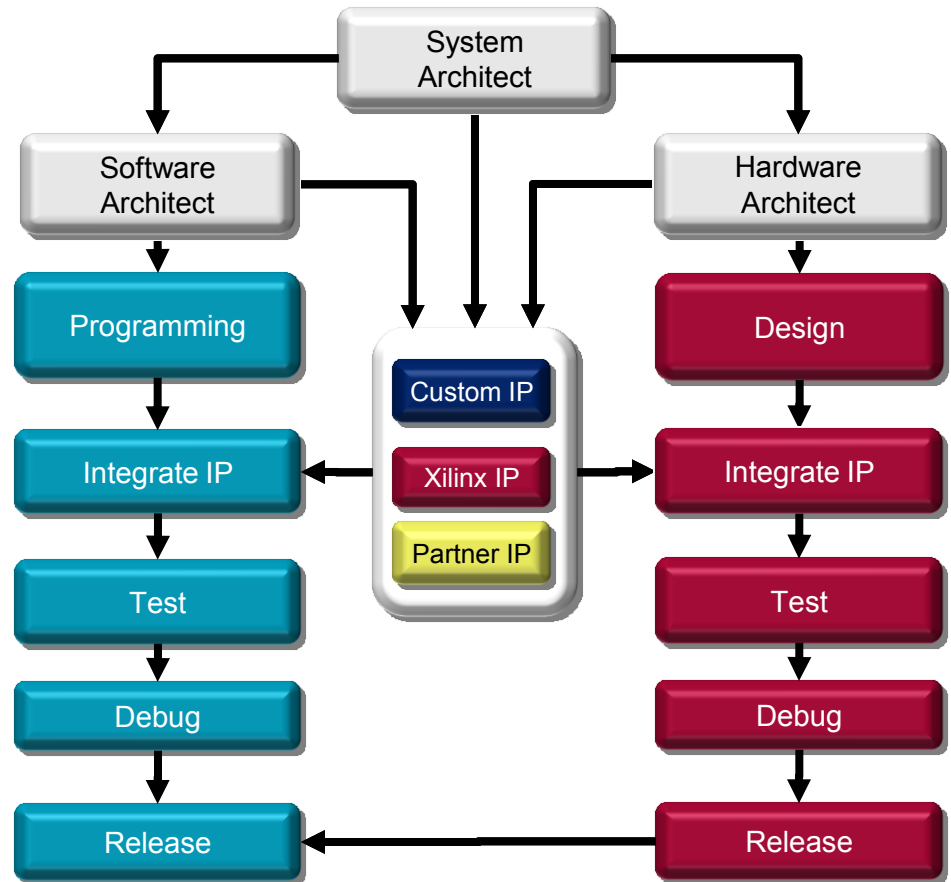 System
Architect
Software
Architect
Hardware
Architect
Programming
Design
Custom IP
Integrate IP
Xilinx IP
Integrate IP
Partner IP
Test
Test
Debug
Debug
Release
Release